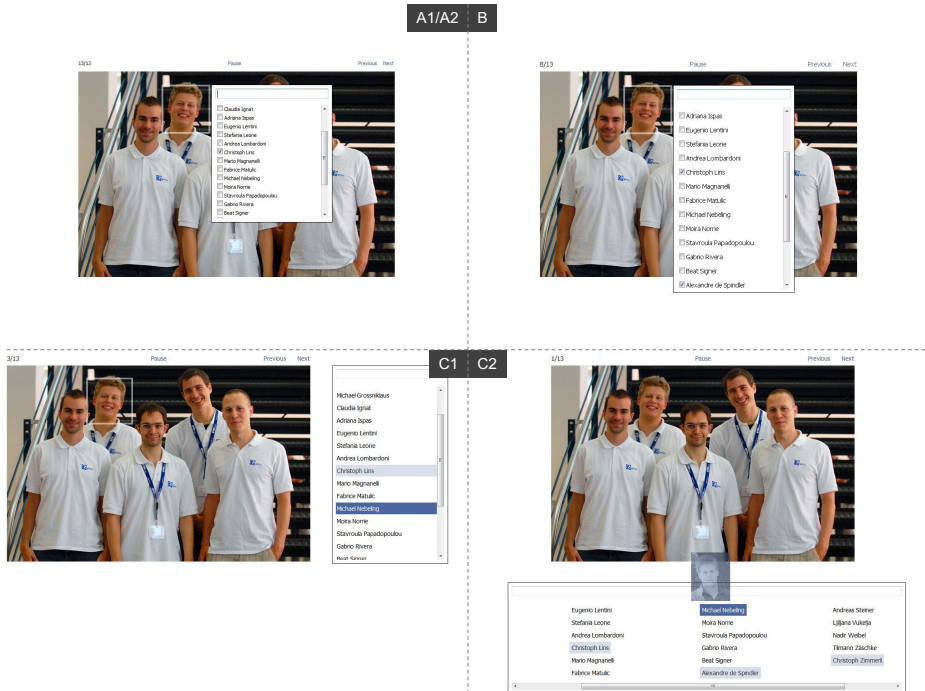 A1/A2
B
13/13
Pause
Previous
Next
Claudia Ignat
Adriana Ispas
Eugenio Lentini
Stefania Leone
Andrea Lombardoni
Christoph Lins
Mario Magnanelli
Fabrice Matulic
Michael Nebeling
Moira Norrie
Stavroula Papadopoulou
Gabrio Rivera
Beat Signer
8/13
Pause
Previous
Next
Adriana Ispas
Eugenio Lentini
Stefania Leone
Andrea Lombardoni
Christoph Lins
Mario Magnanelli
Fabrice Matulic
Michael Nebeling
Moira Norrie
Stavroula Papadopoulou
Gabrio Rivera
Beat Signer
Alexandre de Spindler
C1
C2
3/13
Pause
Previous
Next
Michael Grossniklaus
Claudia Ignat
Adriana Ispas
Eugenio Lentini
Stefania Leone
Andrea Lombardoni
Christoph Lins
Mario Magnanelli
Fabrice Matulic
Michael Nebeling
Moira Norrie
Stavroula Papadopoulou
Gabrio Rivera
Beat Signer
1/13
Pause
Previous
Next
Eugenio Lentini
Stefania Leone
Andrea Lombardoni
Christoph Lins
Mario Magnanelli
Fabrice Matulic
Michael Nebeling
Moira Norrie
Stavroula Papadopoulou
Gabrio Rivera
Beat Signer
Alexandre de Spindler
Andreas Steiner
Ljiljana Vukelja
Nadir Weibel
Tilmann Zäschke
Christoph Zimmerli